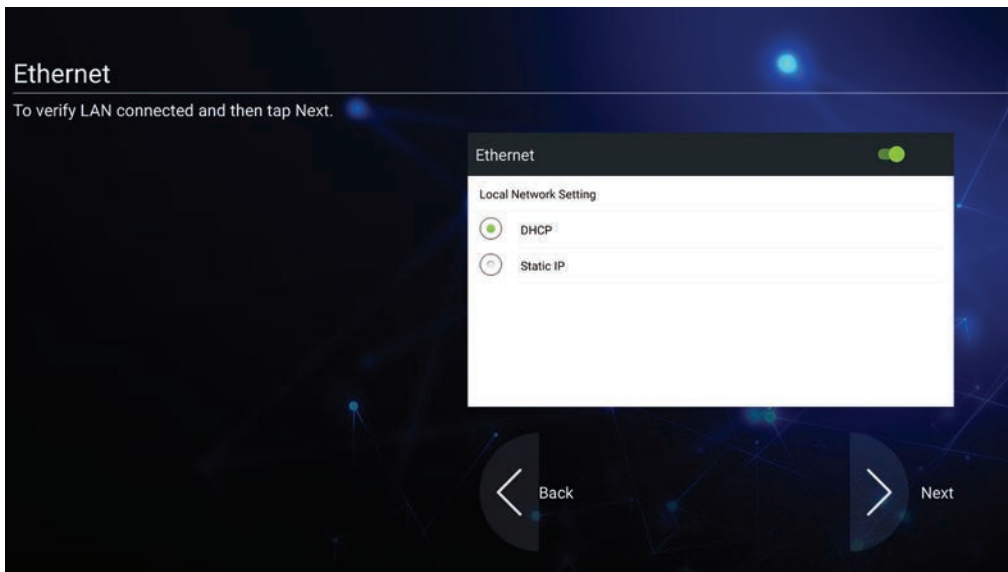 Ethernet
To verify LAN connected and then tap Next.
Ethernet
Local Network Setting
DHCP
Static IP
Back
Next